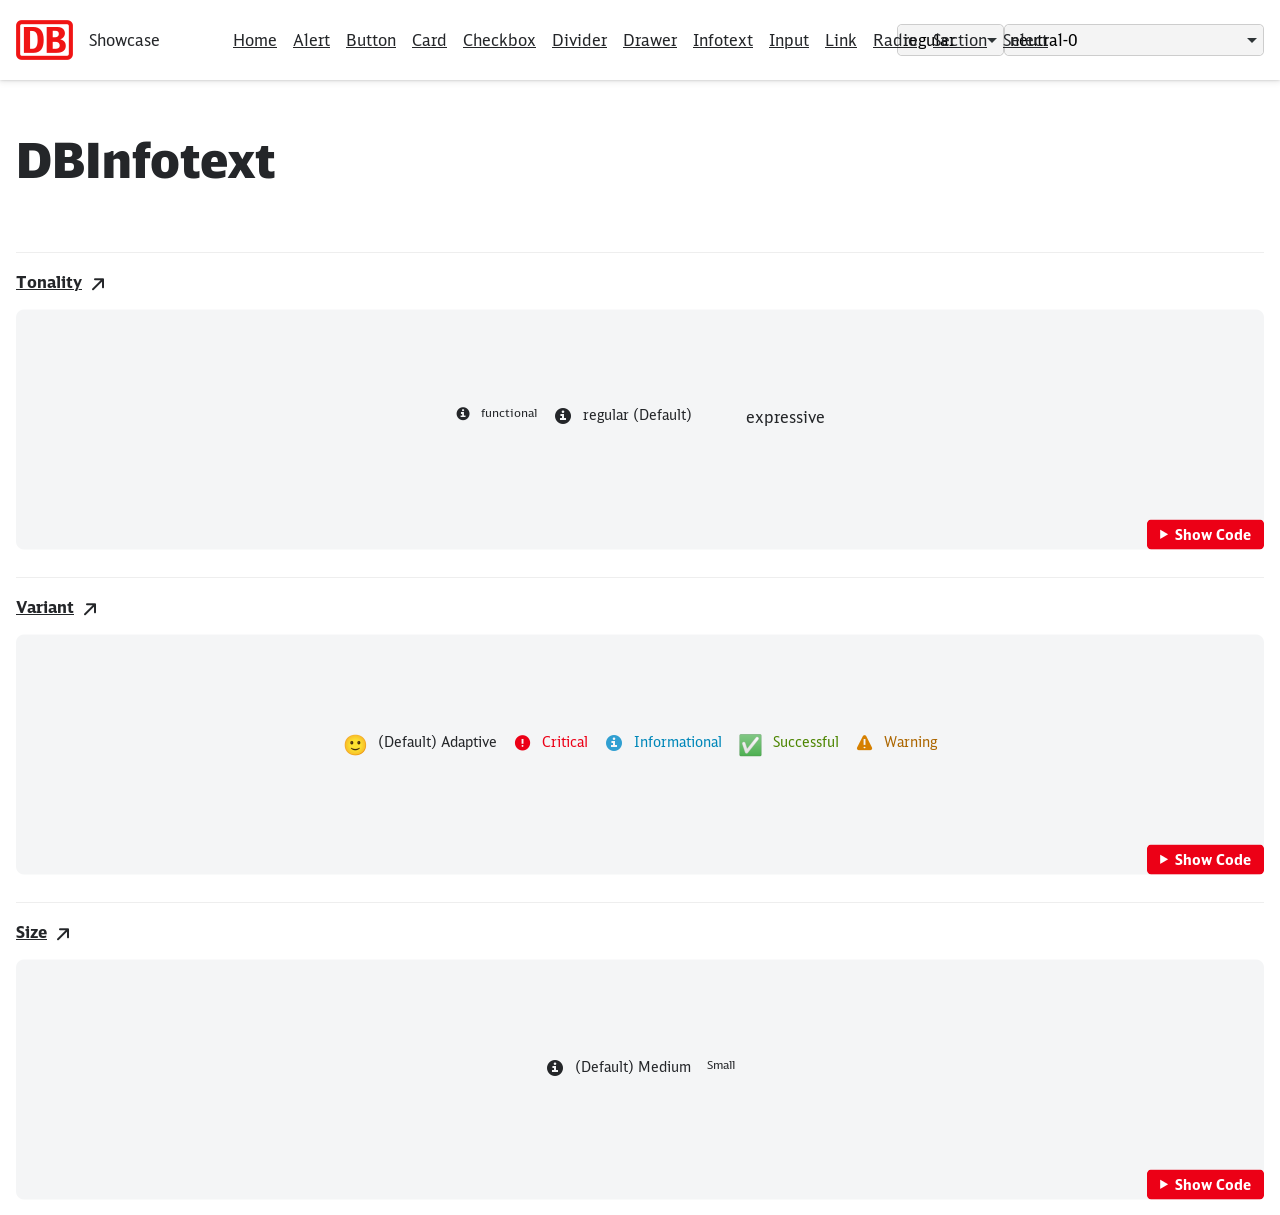 DB Showcase Home Alert Button Card Checkbox Divider Drawer Infotext Input Link Radio Section Select regular neutral-0
DBInfotext
Tonality
functional regular (Default) expressive
Show Code
Variant
(Default) Adaptive Critical Informational Successful Warning
Show Code
Size
(Default) Medium Small
Show Code